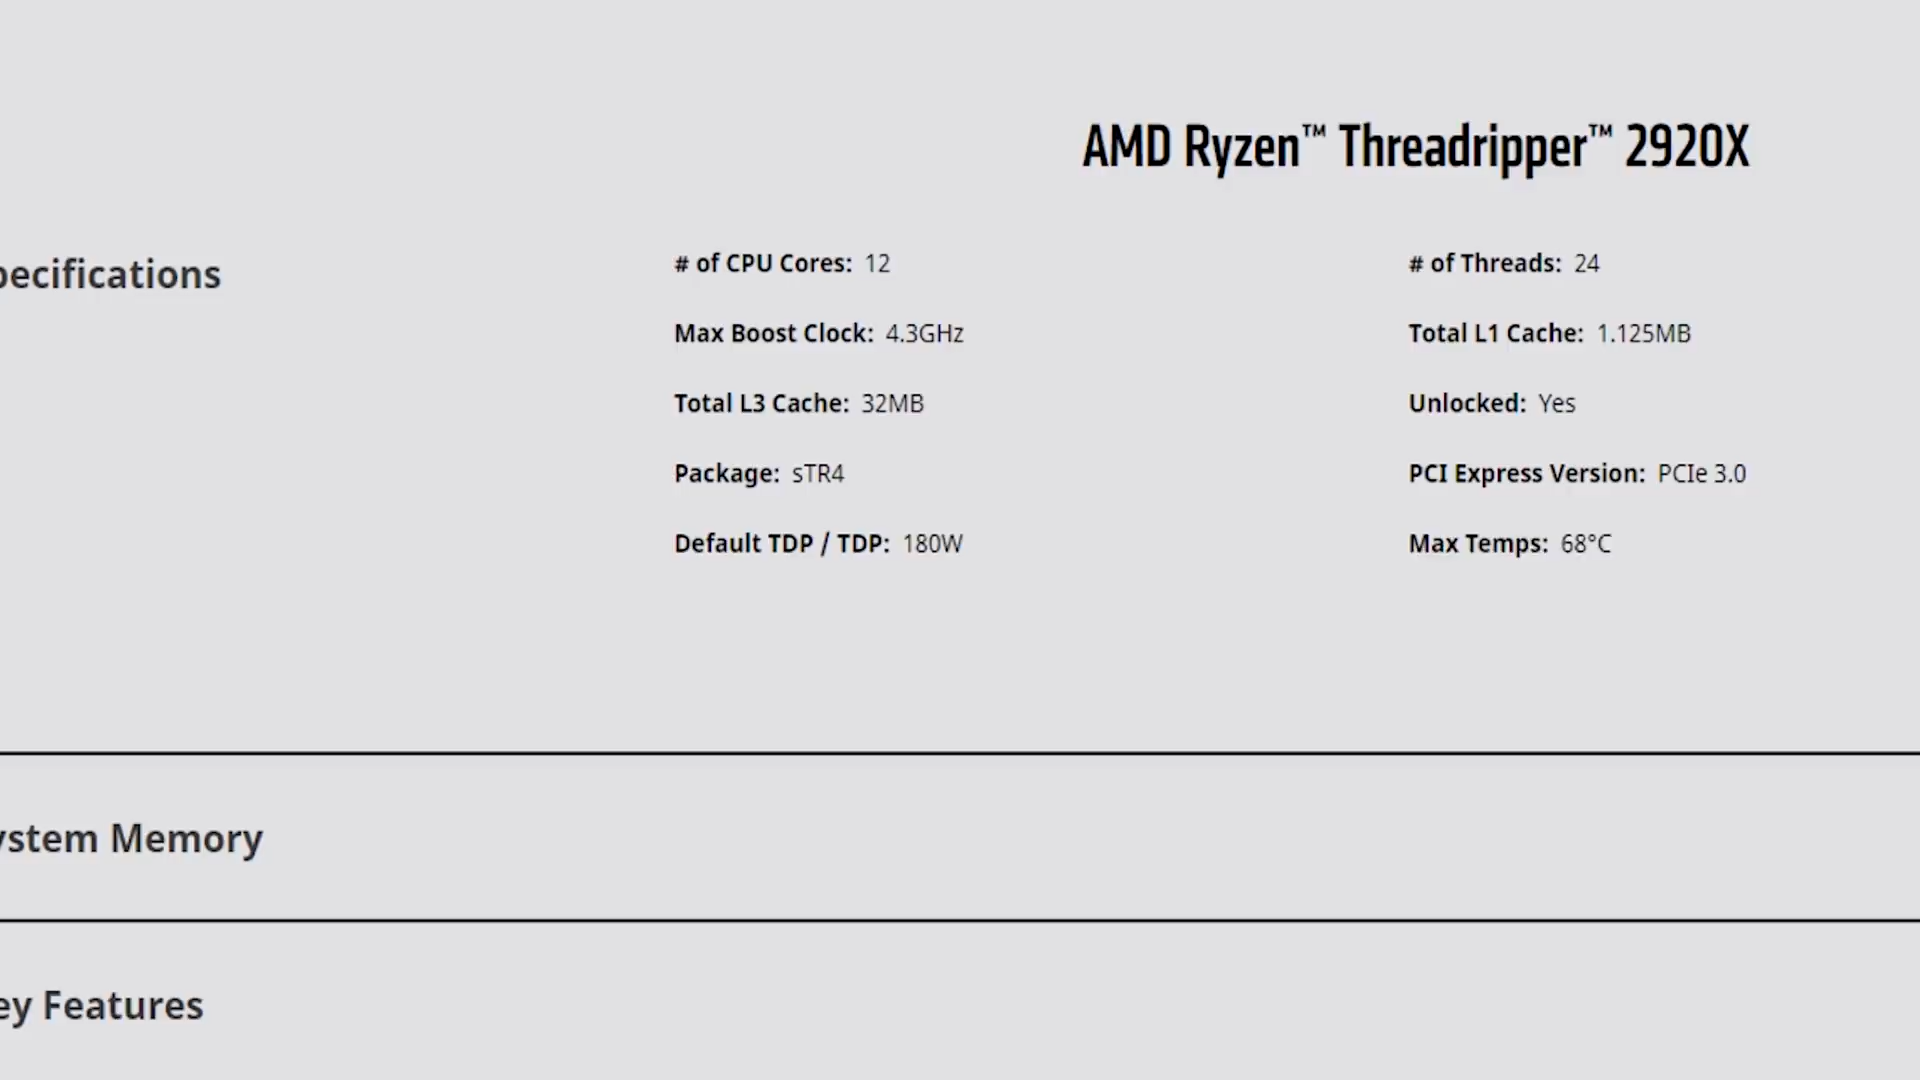 AMD Ryzen™ Threadripper™ 2920X
pecifications
# of CPU Cores: 12
# of Threads: 24
Max Boost Clock: 4.3GHz
Total L1 Cache: 1.125MB
Total L3 Cache: 32MB
Unlocked: Yes
Package: sTR4
PCI Express Version: PCIe 3.0
Default TDP / TDP: 180W
Max Temps: 68°C
ystem Memory
ey Features